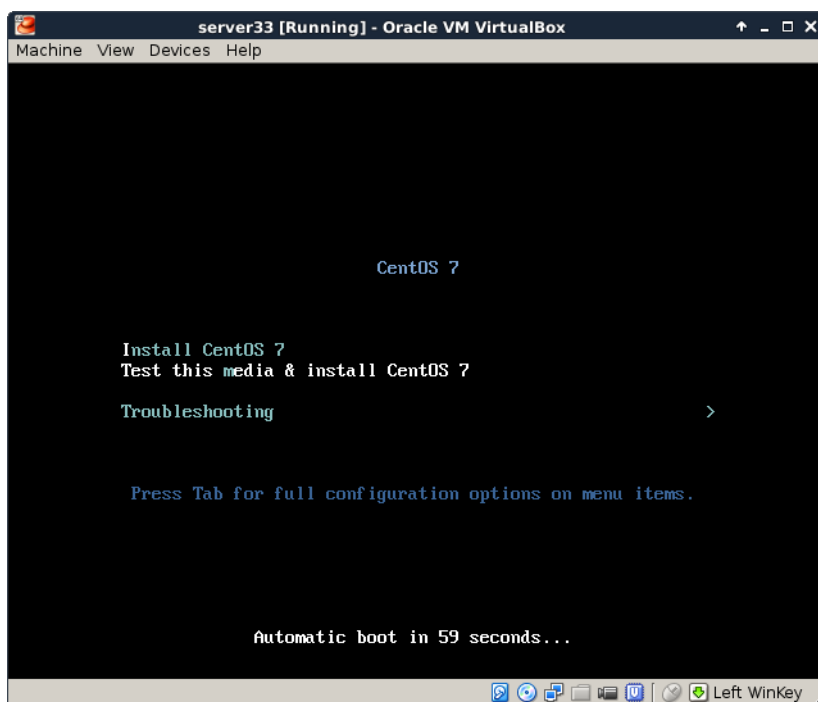 server33 [Running] - Oracle VM VirtualBox
Machine View Devices Help
CentOS 7
Install CentOS 7
Test this media & install CentOS 7
Troubleshooting >
Press Tab for full configuration options on menu items.
Automatic boot in 59 seconds...
Left WinKey